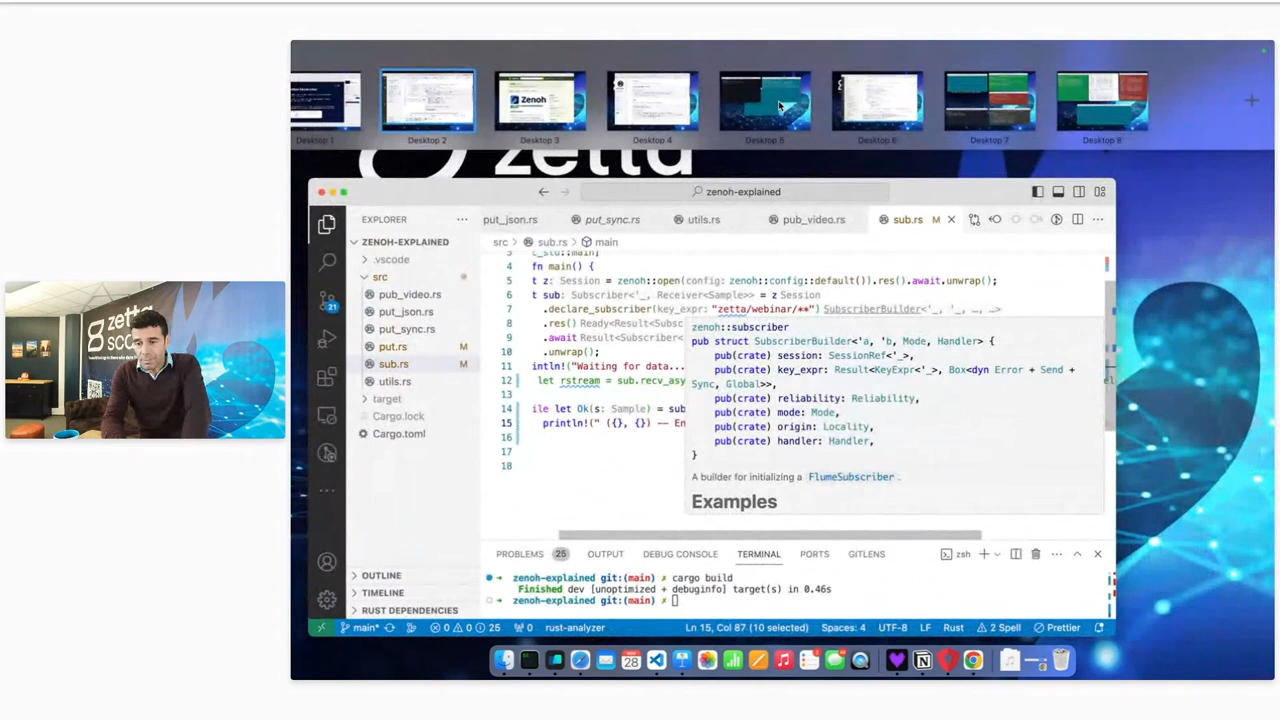 Desktop 1
Desktop 2
Zenoh
Desktop 3
Desktop 4
Desktop 5
Desktop 6
Desktop 7
Desktop 8
zetta
zenoh-explained
EXPLORER
put_json.rs
put_sync.rs
utils.rs
pub_video.rs
sub.rs M
ZENOH-EXPLAINED
src > sub.rs > main
.vscode
src
pub_video.rs
put_json.rs
put_sync.rs
put.rs M
sub.rs M
utils.rs
target
Cargo.lock
Cargo.toml
21
3
4 fn main() {
5 t z: Session = zenoh::open(config: zenoh::config::default()).res().await.unwrap();
6 t sub: Subscriber<'_, Receiver<Sample>> = z Session
7 .declare_subscriber(key_expr: "zetta/webinar/**") SubscriberBuilder<'_, '_, …, …>
8 .res() Ready<Result<Subsc
9 .await Result<Subscri
10 .unwrap();
11 intln!("Waiting for data...
12 let rstream = sub.recv_asy
13
14 ile let Ok(s: Sample) = sub
15 println!(" ({}, {}) -- En
16
17
18
zenoh::subscriber
pub struct SubscriberBuilder<'a, 'b, Mode, Handler> {
pub(crate) session: SessionRef<'_>,
pub(crate) key_expr: Result<KeyExpr<'_>, Box<dyn Error + Send +
Sync, Global>>,
pub(crate) reliability: Reliability,
pub(crate) mode: Mode,
pub(crate) origin: Locality,
pub(crate) handler: Handler,
}
A builder for initializing a FlumeSubscriber .
Examples
OUTLINE
TIMELINE
RUST DEPENDENCIES
PROBLEMS 25 OUTPUT DEBUG CONSOLE TERMINAL PORTS GITLENS
zsh
zenoh-explained git:(main) ✗ cargo build
Finished dev [unoptimized + debuginfo] target(s) in 0.46s
zenoh-explained git:(main) ✗
main* 0 0 25 0 rust-analyzer Ln 15, Col 87 (10 selected) Spaces: 4 UTF-8 LF Rust 2 Spell Prettier
28
zetta